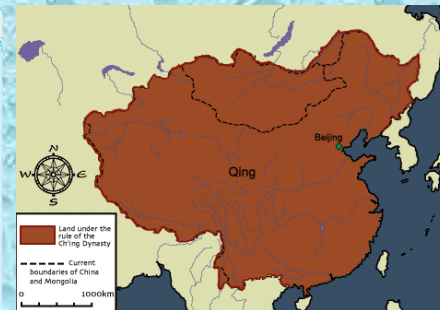 Beijing
Qing
N
W
E
S
Land under the
rule of the
Ch'ing Dynasty
Current
boundaries of China
and Mongolia
0 1000km